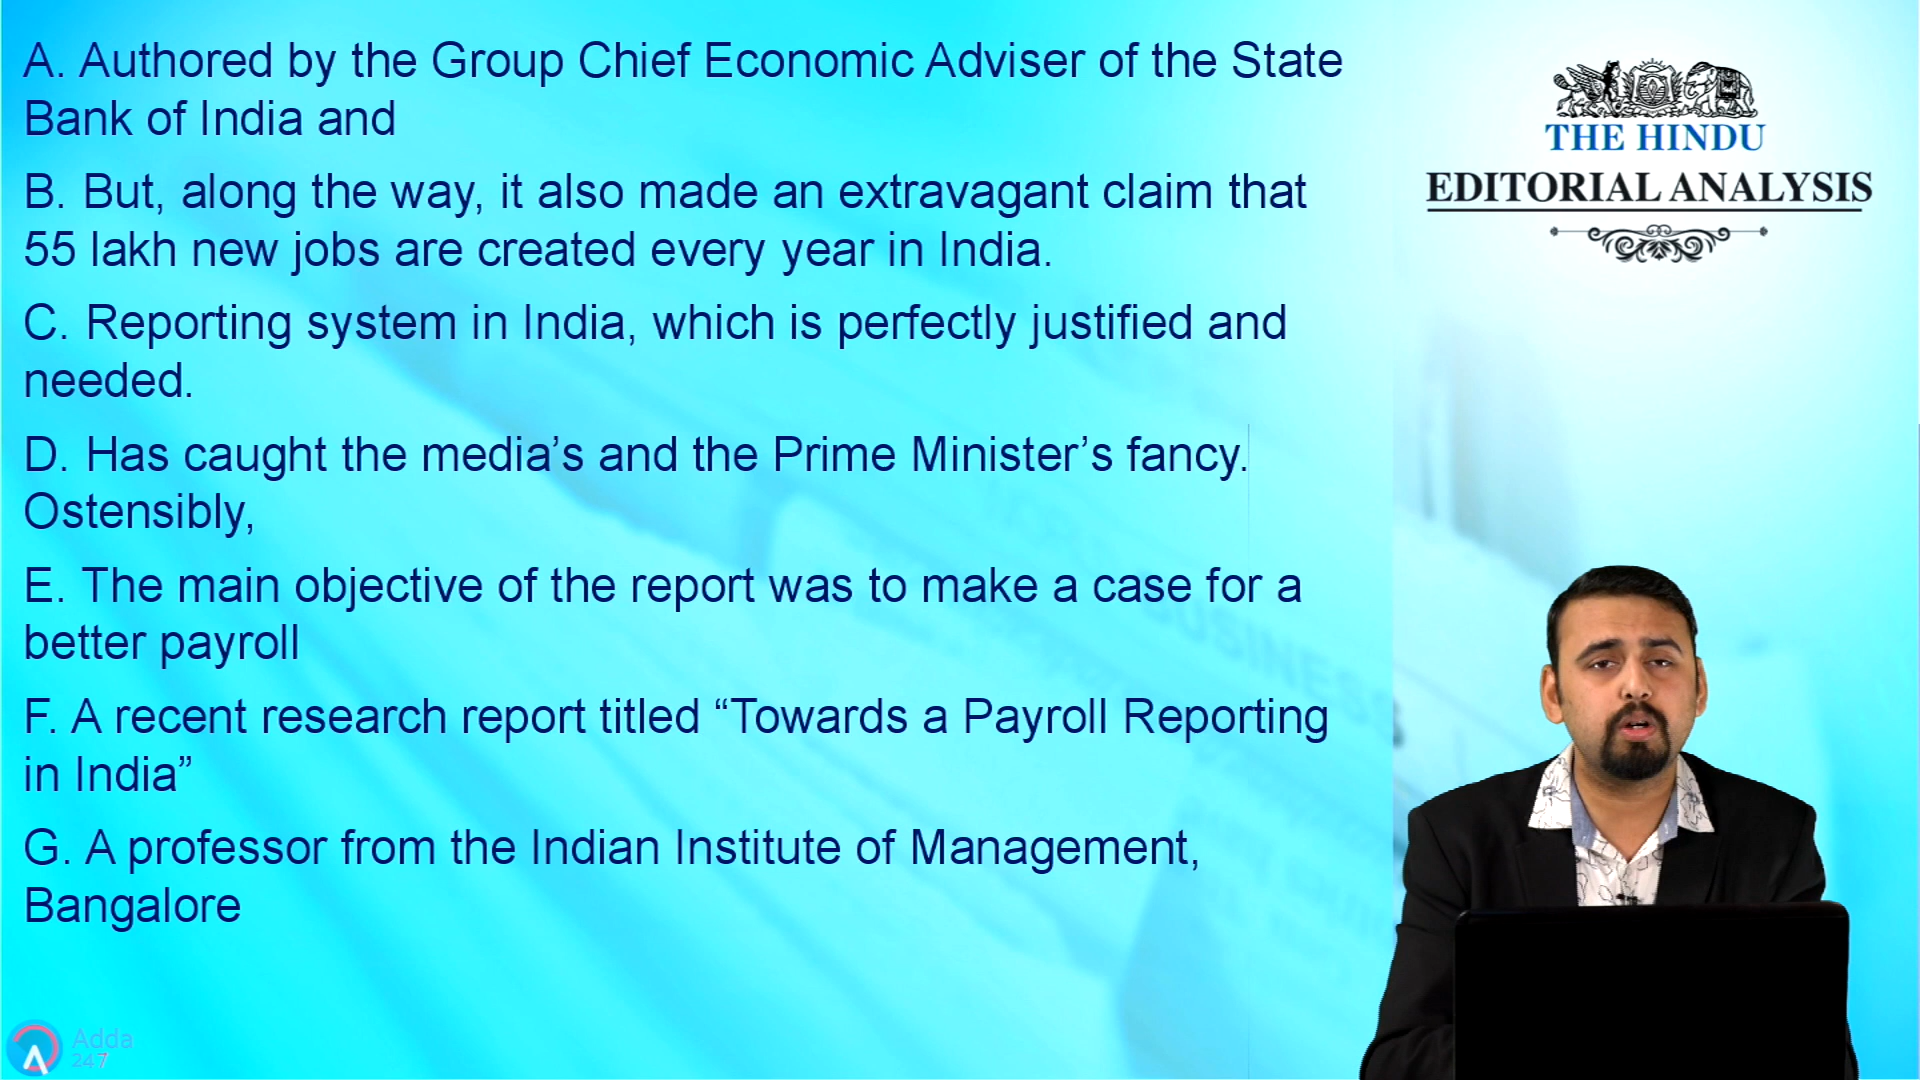 A. Authored by the Group Chief Economic Adviser of the State
Bank of India and
B. But, along the way, it also made an extravagant claim that
55 lakh new jobs are created every year in India.
C. Reporting system in India, which is perfectly justified and
needed.
D. Has caught the media’s and the Prime Minister’s fancy.
Ostensibly,
E. The main objective of the report was to make a case for a
better payroll
F. A recent research report titled “Towards a Payroll Reporting
in India”
G. A professor from the Indian Institute of Management,
Bangalore
THE HINDU
EDITORIAL ANALYSIS
BUSINESS
Adda
247